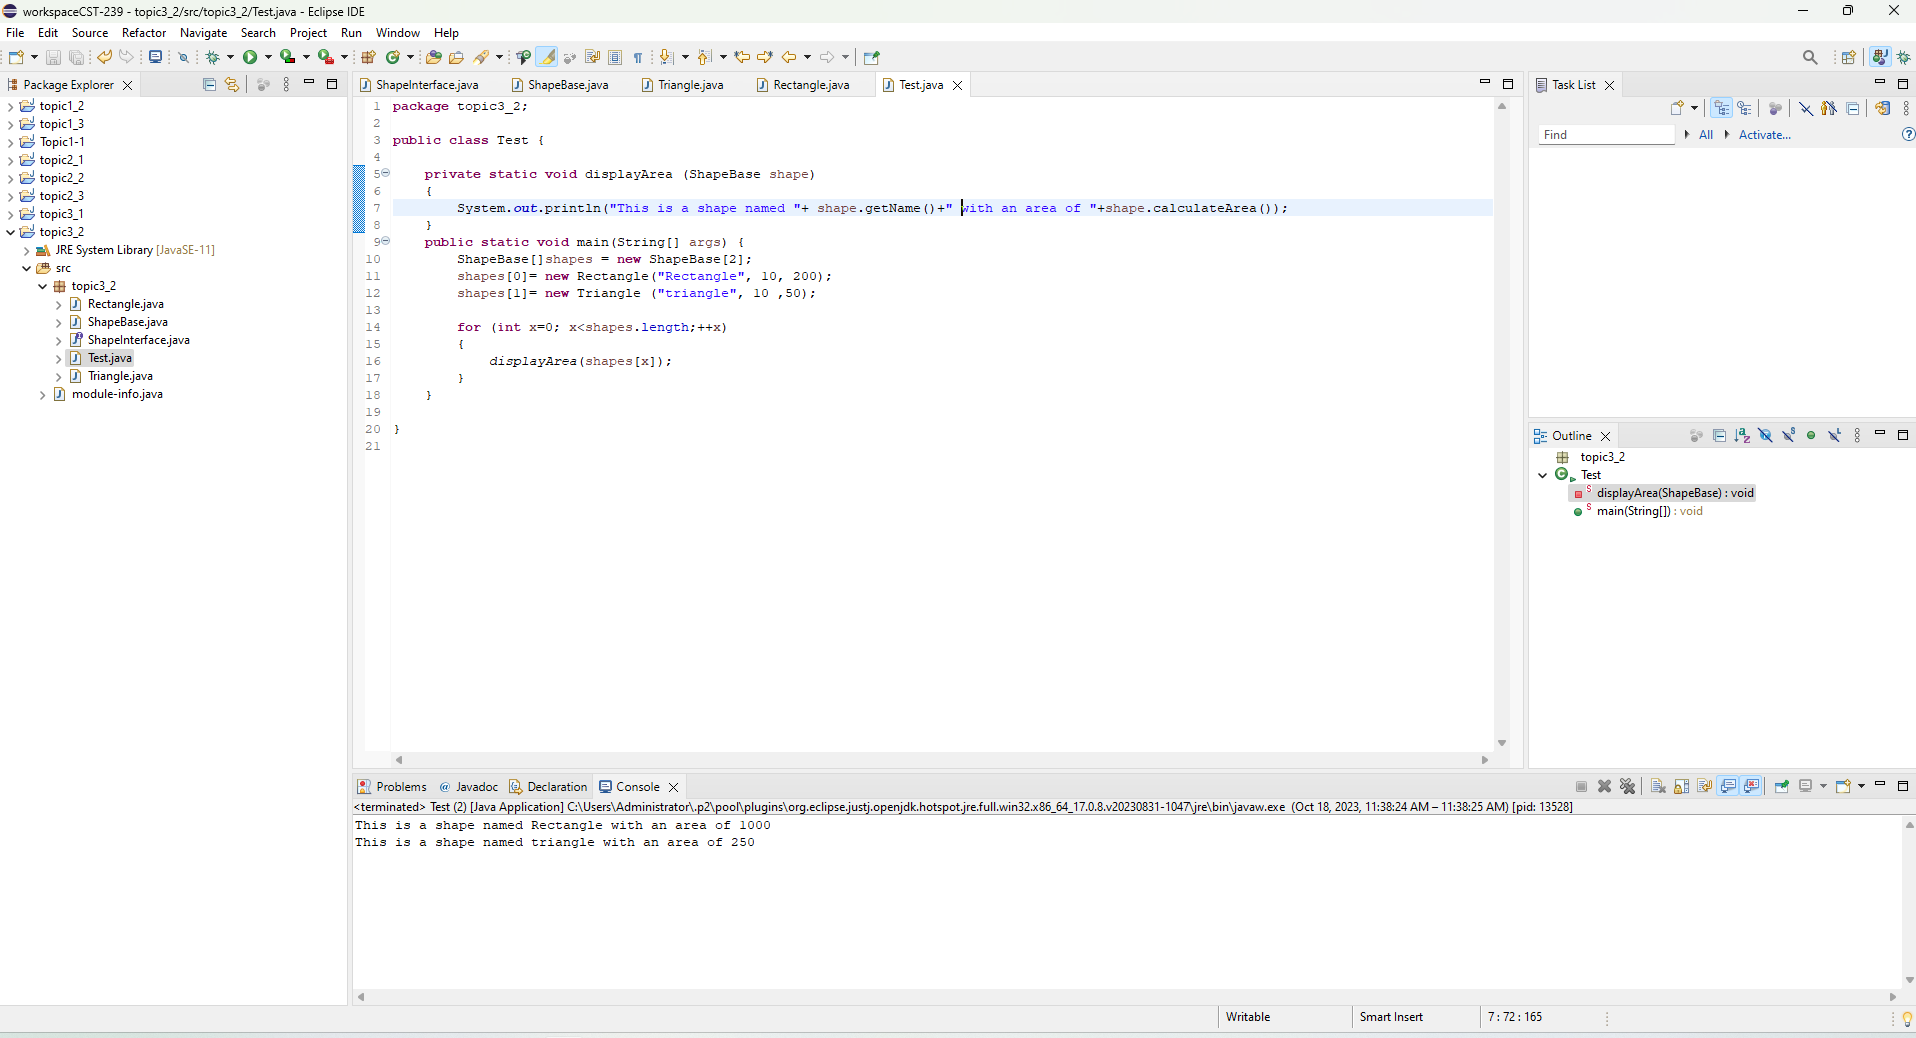 workspaceCST-239 - topic3_2/src/topic3_2/Test.java - Eclipse IDE
File Edit Source Refactor Navigate Search Project Run Window Help
Package Explorer
topic1_2
topic1_3
Topic1-1
topic2_1
topic2_2
topic2_3
topic3_1
topic3_2
JRE System Library [JavaSE-11]
src
topic3_2
Rectangle.java
ShapeBase.java
ShapeInterface.java
Test.java
Triangle.java
module-info.java
ShapeInterface.java ShapeBase.java Triangle.java Rectangle.java Test.java
1 package topic3_2;
2
3 public class Test {
4
5 private static void displayArea (ShapeBase shape)
6 {
7 System.out.println("This is a shape named "+ shape.getName()+" with an area of "+shape.calculateArea());
8 }
9 public static void main(String[] args) {
10 ShapeBase[]shapes = new ShapeBase[2];
11 shapes[0]= new Rectangle("Rectangle", 10, 200);
12 shapes[1]= new Triangle ("triangle", 10 ,50);
13
14 for (int x=0; x<shapes.length;++x)
15 {
16 displayArea(shapes[x]);
17 }
18 }
19
20 }
21
Task List
Find All Activate...
Outline
topic3_2
Test
displayArea(ShapeBase) : void
main(String[]) : void
Problems Javadoc Declaration Console
<terminated> Test (2) [Java Application] C:\Users\Administrator\.p2\pool\plugins\org.eclipse.justj.openjdk.hotspot.jre.full.win32.x86_64_17.0.8.v20230831-1047\jre\bin\javaw.exe (Oct 18, 2023, 11:38:24 AM – 11:38:25 AM) [pid: 13528]
This is a shape named Rectangle with an area of 1000
This is a shape named triangle with an area of 250
Writable Smart Insert 7 : 72 : 165